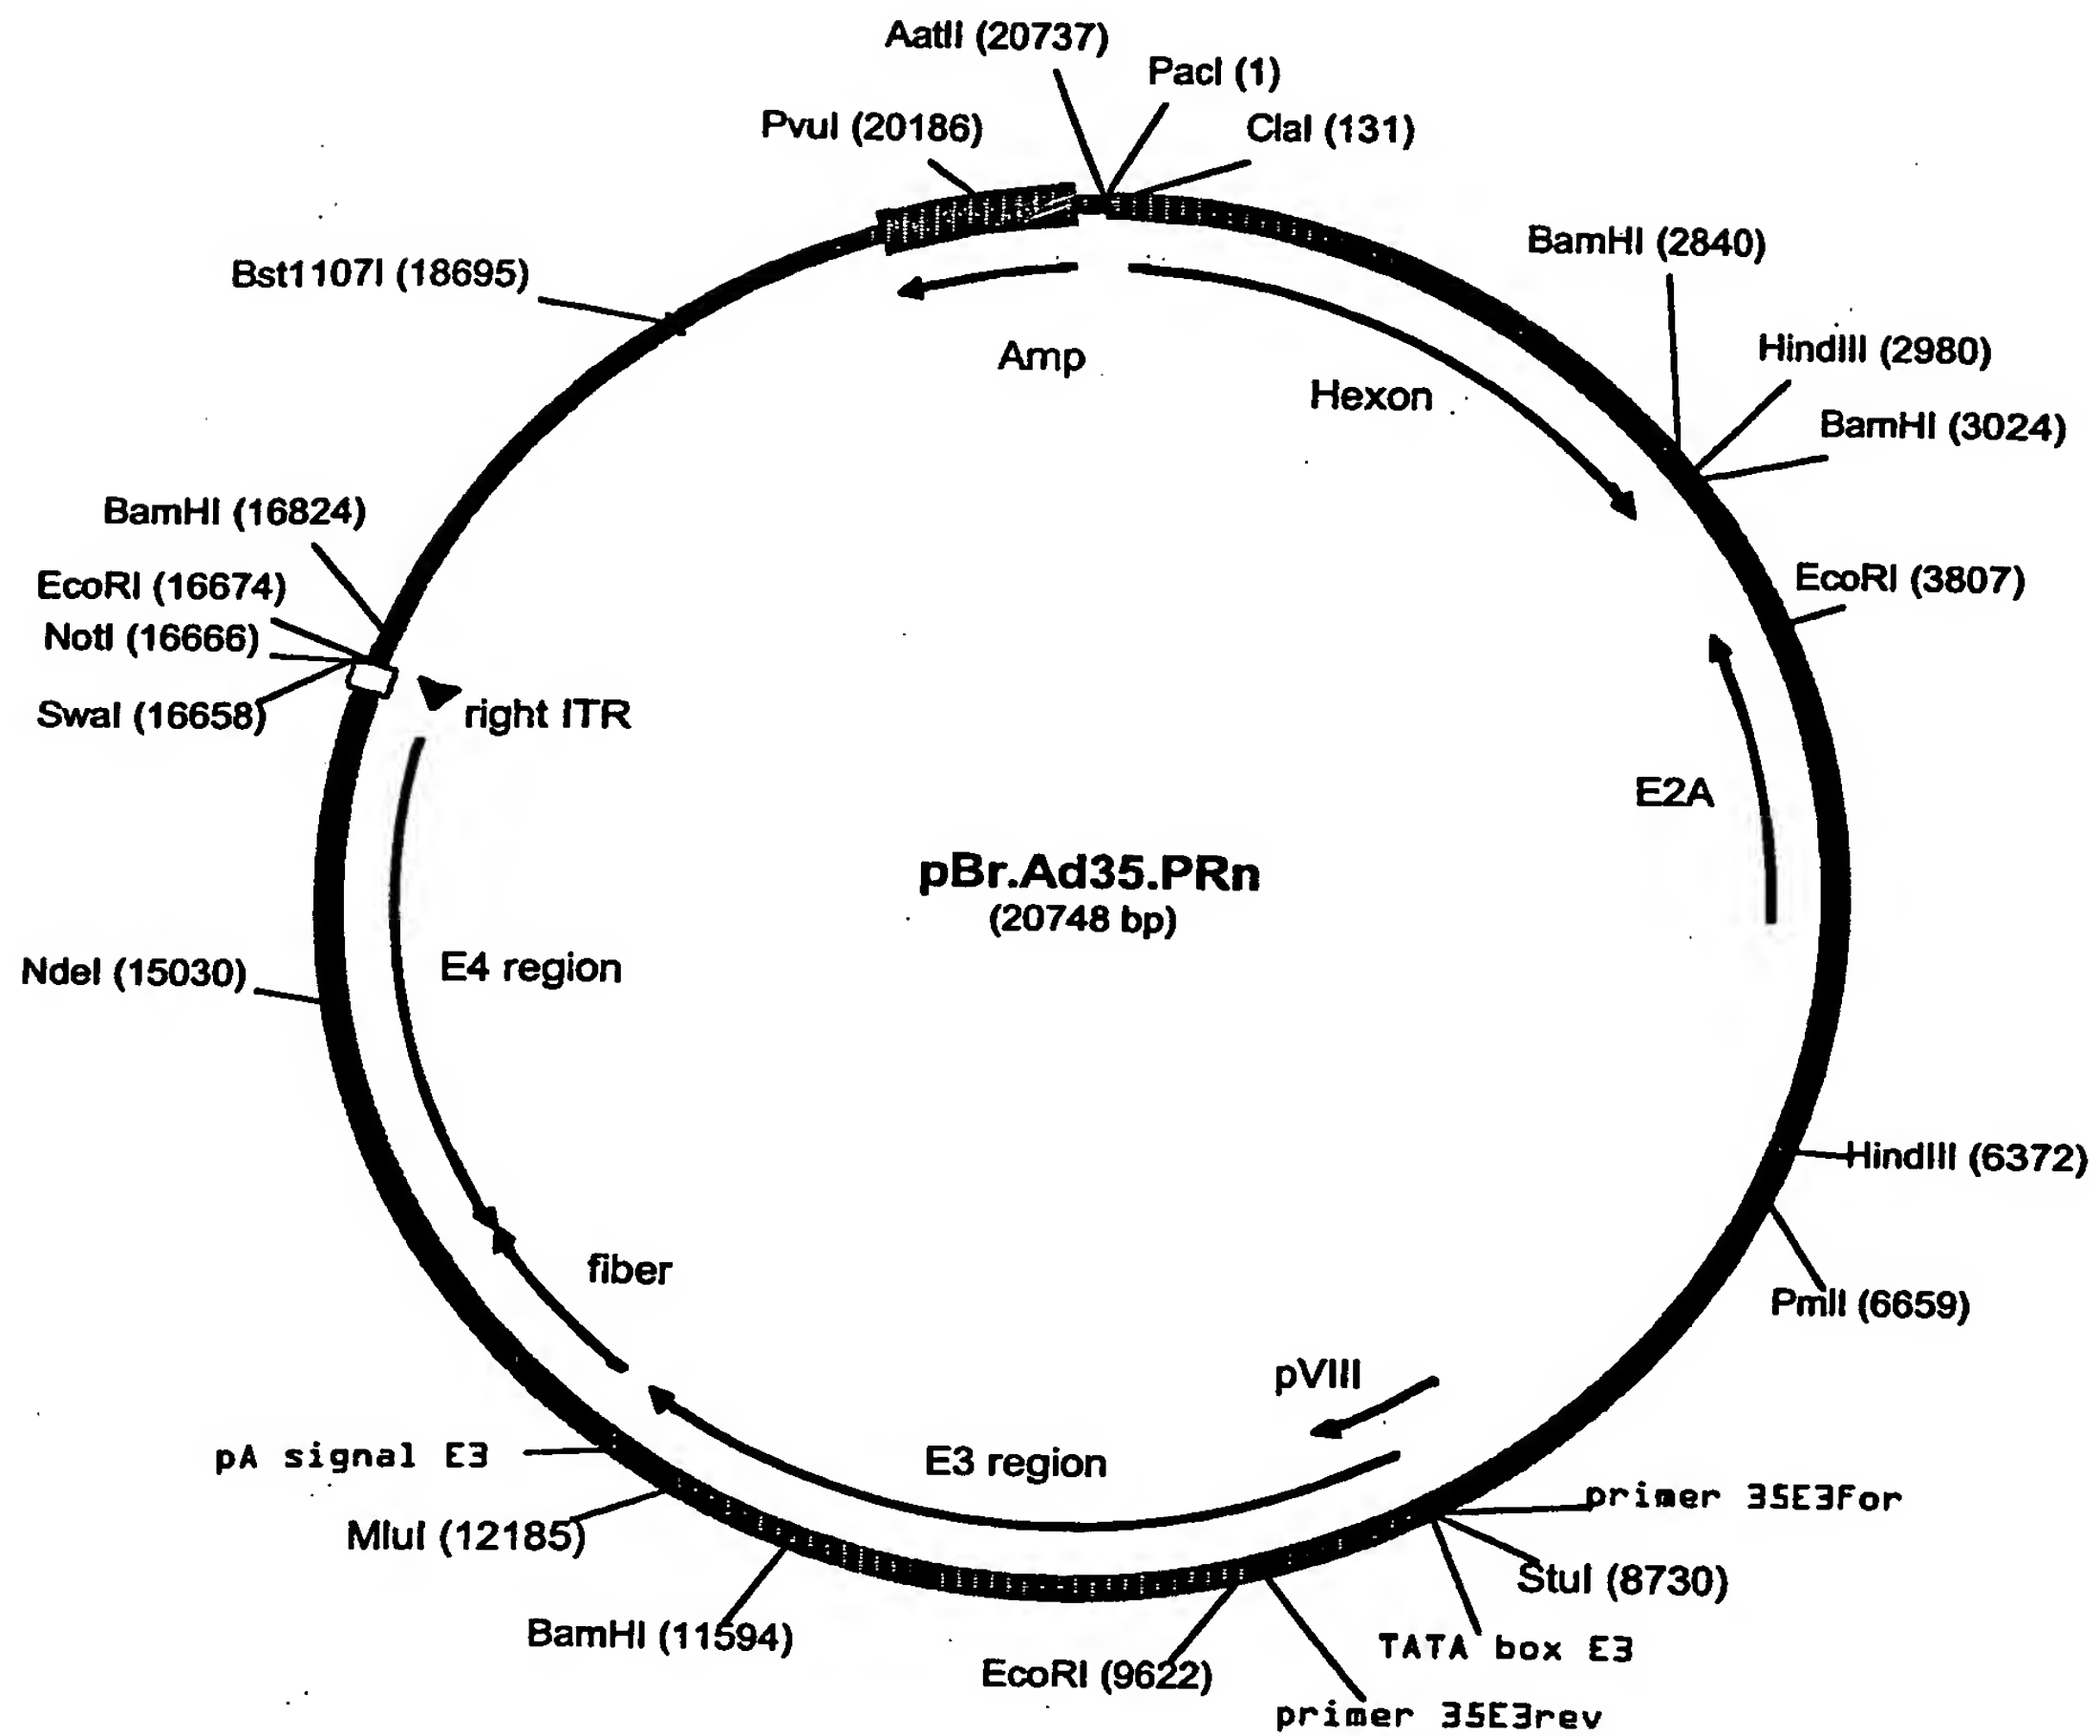 AatII (20737)
PacI (1)
PvuI (20186)
ClaI (131)
BamHI (2840)
Bst1107I (18695)
HindIII (2980)
Amp
Hexon
BamHI (3024)
BamHI (16824)
EcoRI (16674)
EcoRI (3807)
NotI (16666)
SwaI (16658)
right ITR
E2A
pBr.Ad35.PRn
(20748 bp)
NdeI (15030)
E4 region
HindIII (6372)
fiber
PmlI (6659)
pVIII
pA signal E3
E3 region
primer 35E3For
MluI (12185)
StuI (8730)
BamHI (11594)
TATA box E3
EcoRI (9622)
primer 35E3rev